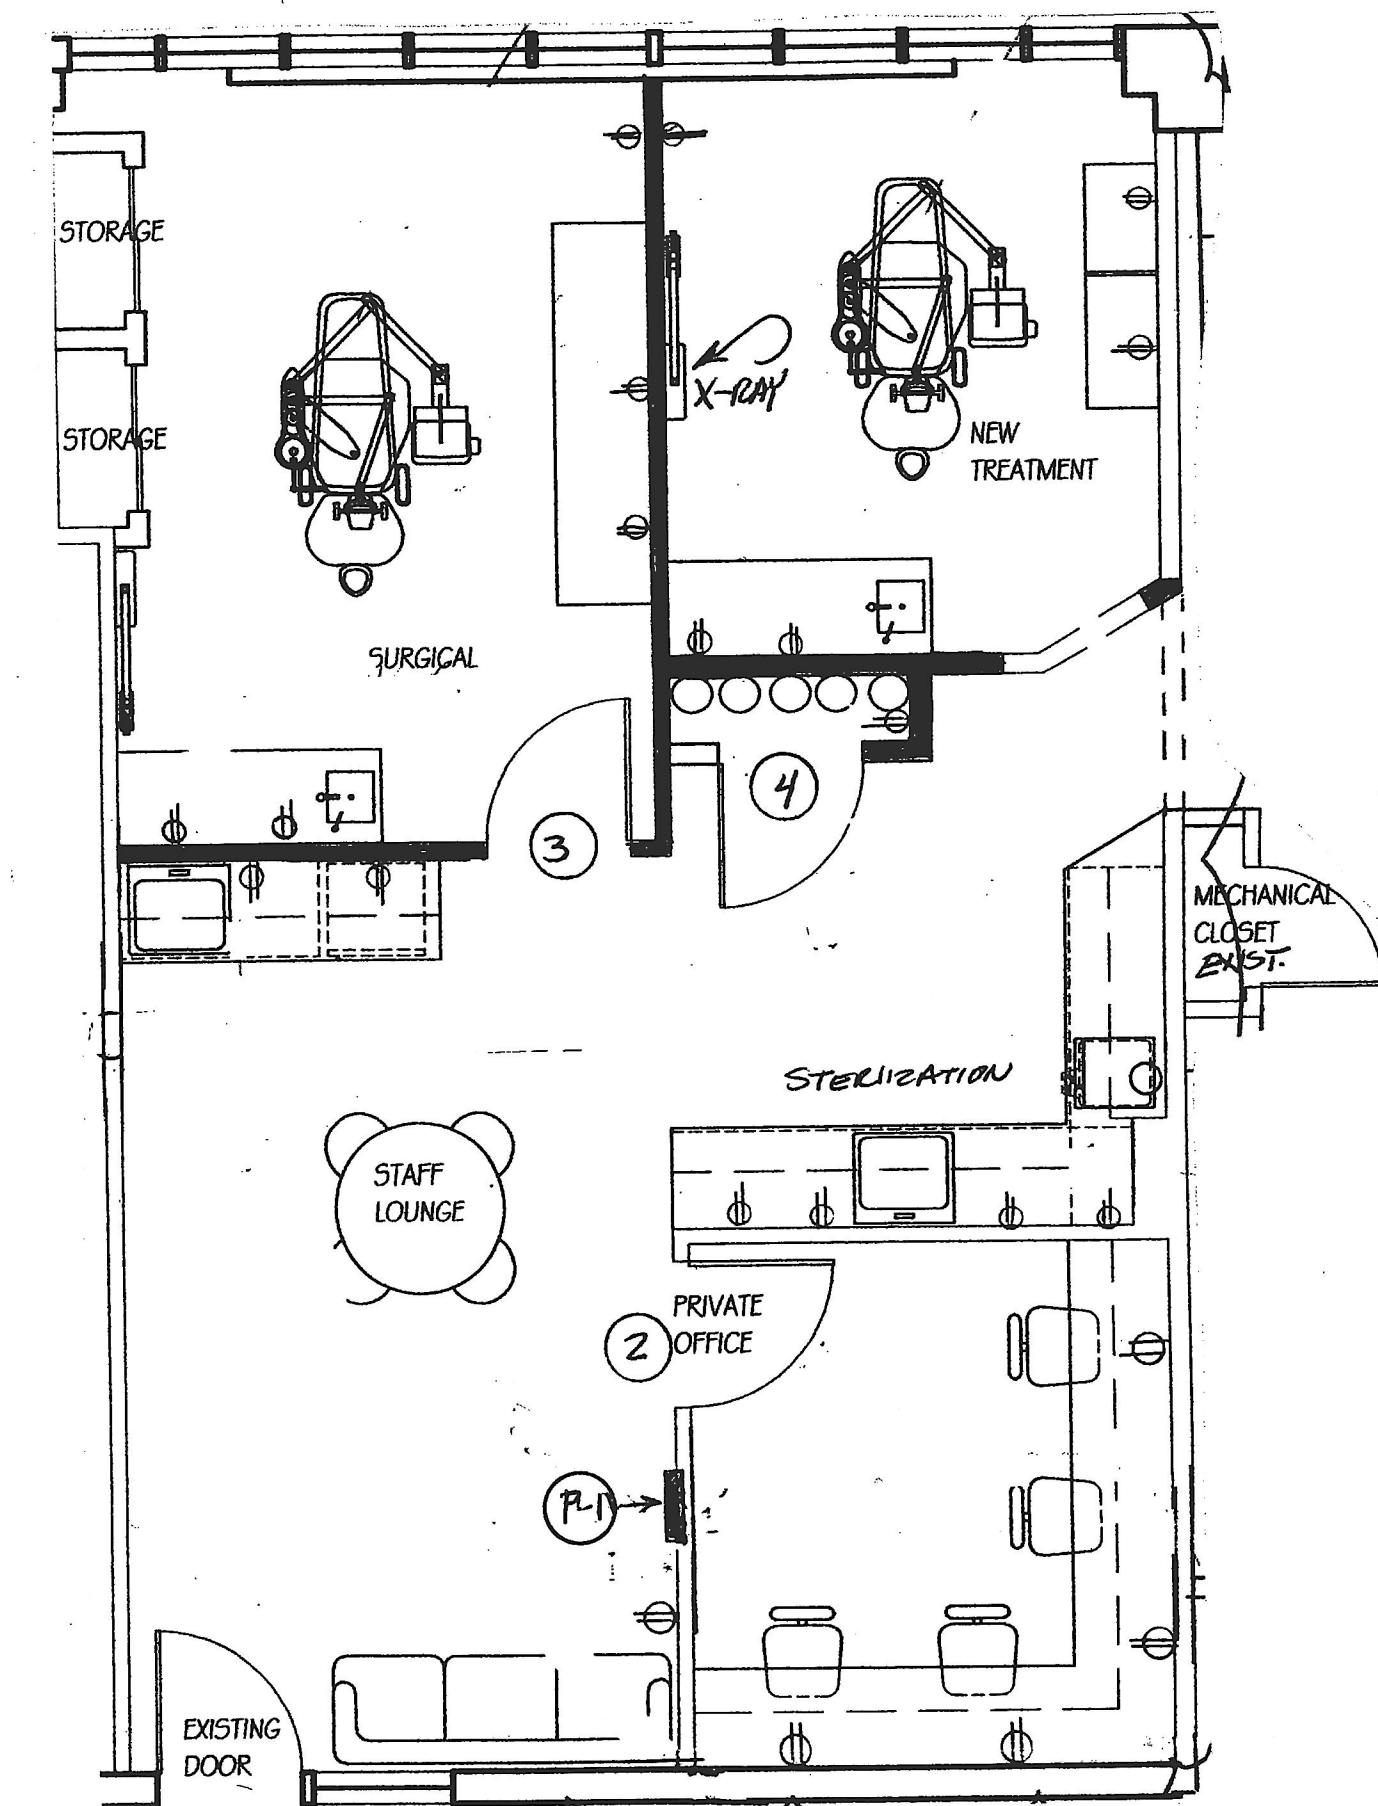 STORAGE
X-RAY
STORAGE
NEW
TREATMENT
SURGICAL
4
3
MECHANICAL
CLOSET
EXIST.
STERILIZATION
STAFF
LOUNGE
PRIVATE
OFFICE
2
P-1
EXISTING
DOOR